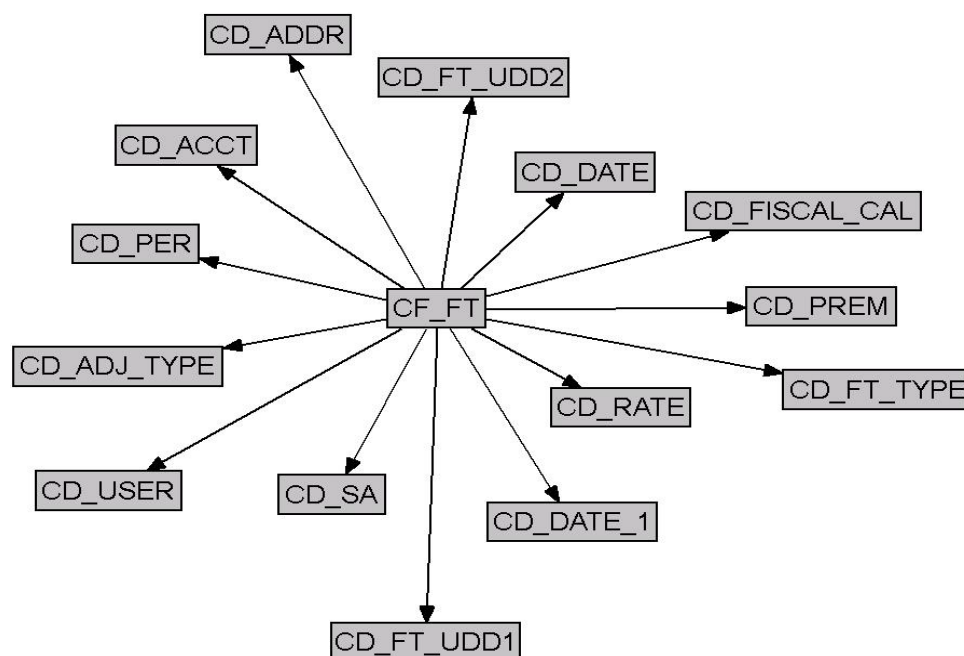 CD_ADDR
CD_FT_UDD2
CD_ACCT
CD_DATE
CD_FISCAL_CAL
CD_PER
CF_FT
CD_PREM
CD_ADJ_TYPE
CD_FT_TYPE
CD_RATE
CD_USER
CD_SA
CD_DATE_1
CD_FT_UDD1